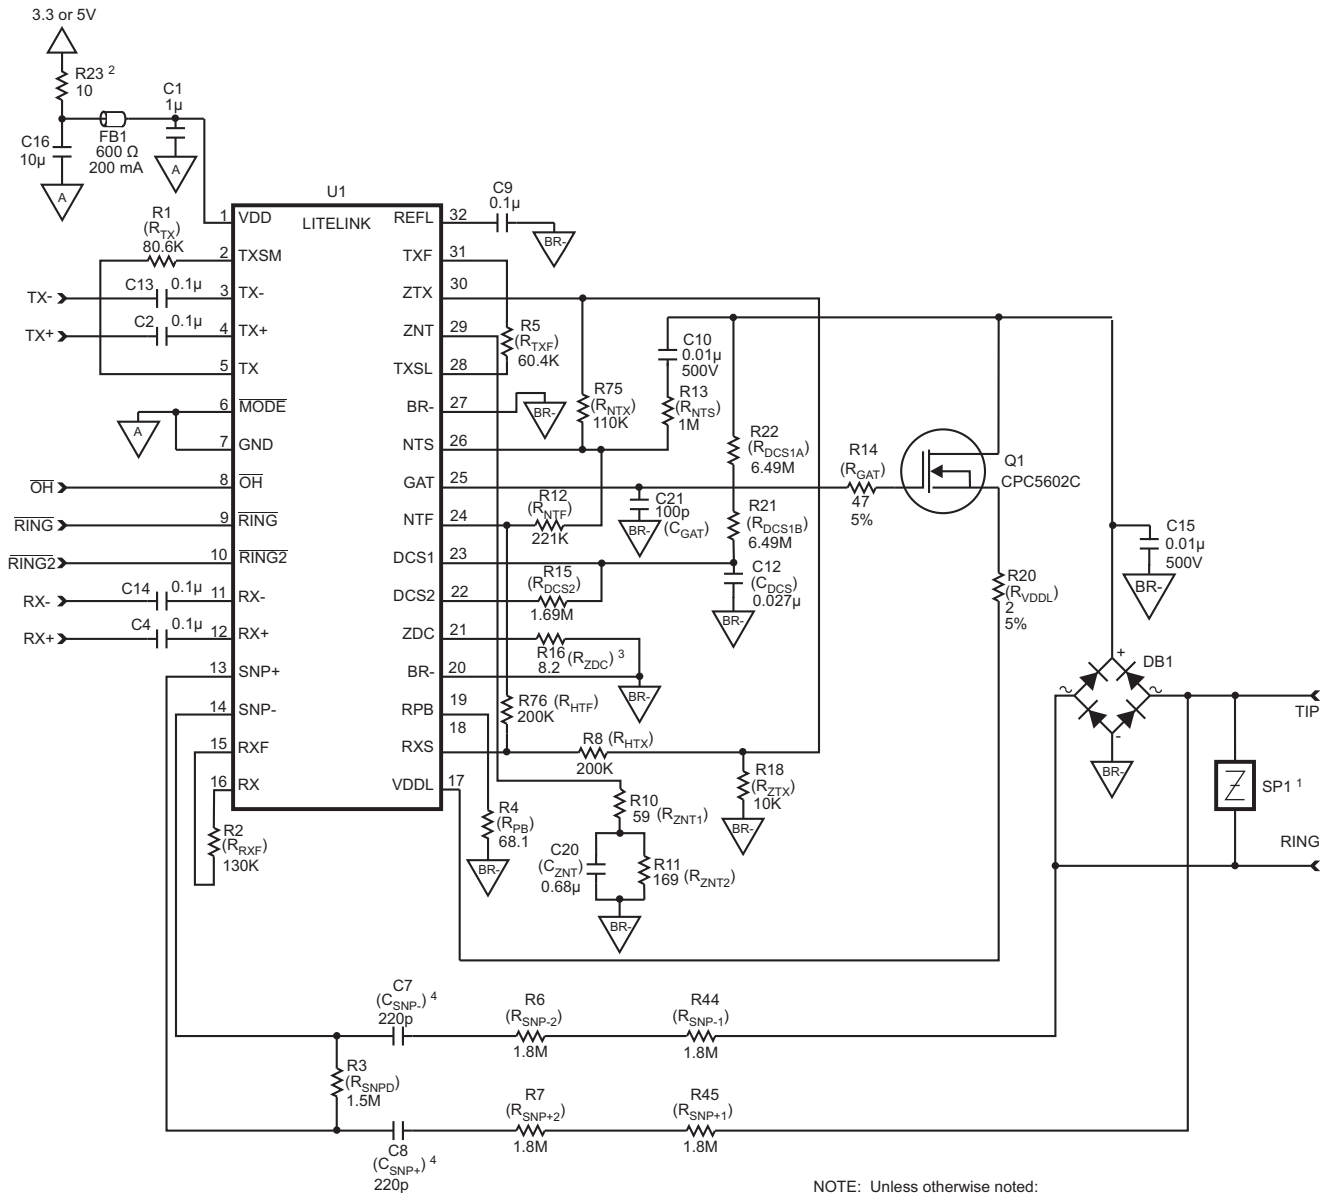 3.3 or 5V
R23 2
10
C1
1µ
C16
10µ
FB1
600 Ω
200 mA
A
A
U1
LITELINK
R1
(RTX)
80.6K
1 VDD
2 TXSM
TX-
C13 0.1µ
3 TX-
TX+
C2 0.1µ
4 TX+
5 TX
6 MODE
A
7 GND
OH
8 OH
RING
9 RING
RING2
10 RING2
RX-
C14 0.1µ
11 RX-
RX+
C4 0.1µ
12 RX+
13 SNP+
14 SNP-
15 RXF
16 RX
R2
(RRXF)
130K
REFL 32
TXF 31
ZTX 30
ZNT 29
TXSL 28
BR- 27
NTS 26
GAT 25
NTF 24
DCS1 23
DCS2 22
ZDC 21
BR- 20
RPB 19
RXS 18
VDDL 17
C9
0.1µ
BR-
R5
(RTXF)
60.4K
BR-
R75
(RNTX)
110K
C10
0.01µ
500V
R13
(RNTS)
1M
R22
(RDCS1A)
6.49M
R14
(RGAT)
47
5%
Q1
CPC5602C
R12
(RNTF)
221K
C21
100p
(CGAT)
BR-
R21
(RDCS1B)
6.49M
C15
0.01µ
500V
BR-
R15
(RDCS2)
1.69M
C12
(CDCS)
0.027µ
BR-
R20
(RVDDL)
2
5%
R16 (RZDC) 3
8.2
BR-
R76 (RHTF)
200K
R8 (RHTX)
200K
R18
(RZTX)
10K
BR-
+
DB1
~
~
-
BR-
TIP
SP1 1
RING
R4
(RPB)
68.1
BR-
R10
59 (RZNT1)
C20
(CZNT)
0.68µ
R11
169 (RZNT2)
BR-
C7
(CSNP-) 4
220p
R6
(RSNP-2)
1.8M
R44
(RSNP-1)
1.8M
R3
(RSNPD)
1.5M
C8
(CSNP+) 4
220p
R7
(RSNP+2)
1.8M
R45
(RSNP+1)
1.8M
NOTE: Unless otherwise noted: